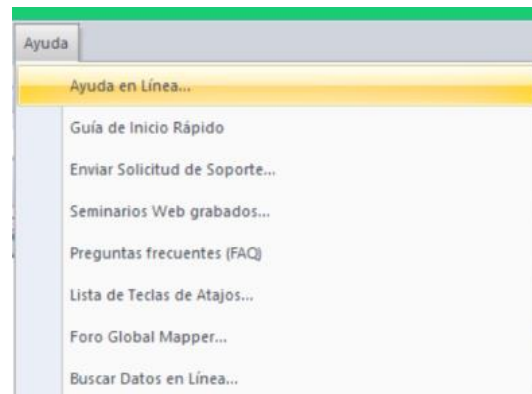 Ayuda
Ayuda en Línea...
Guía de Inicio Rápido
Enviar Solicitud de Soporte...
Seminarios Web grabados...
Preguntas frecuentes (FAQ)
Lista de Teclas de Atajos...
Foro Global Mapper...
Buscar Datos en Línea...